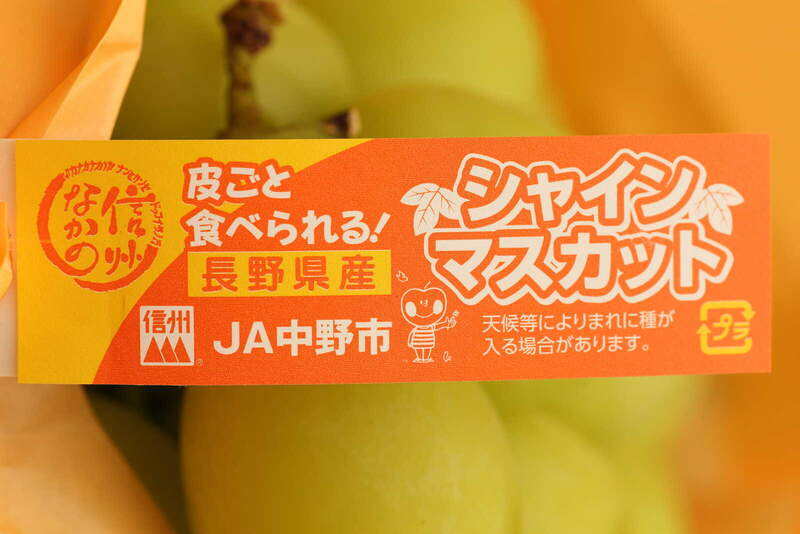 信州
なかの
皮ごと
食べられる!
長野県産
信州
JA中野市
シャイン
マスカット
天候等によりまれに種が
入る場合があります。
プラ